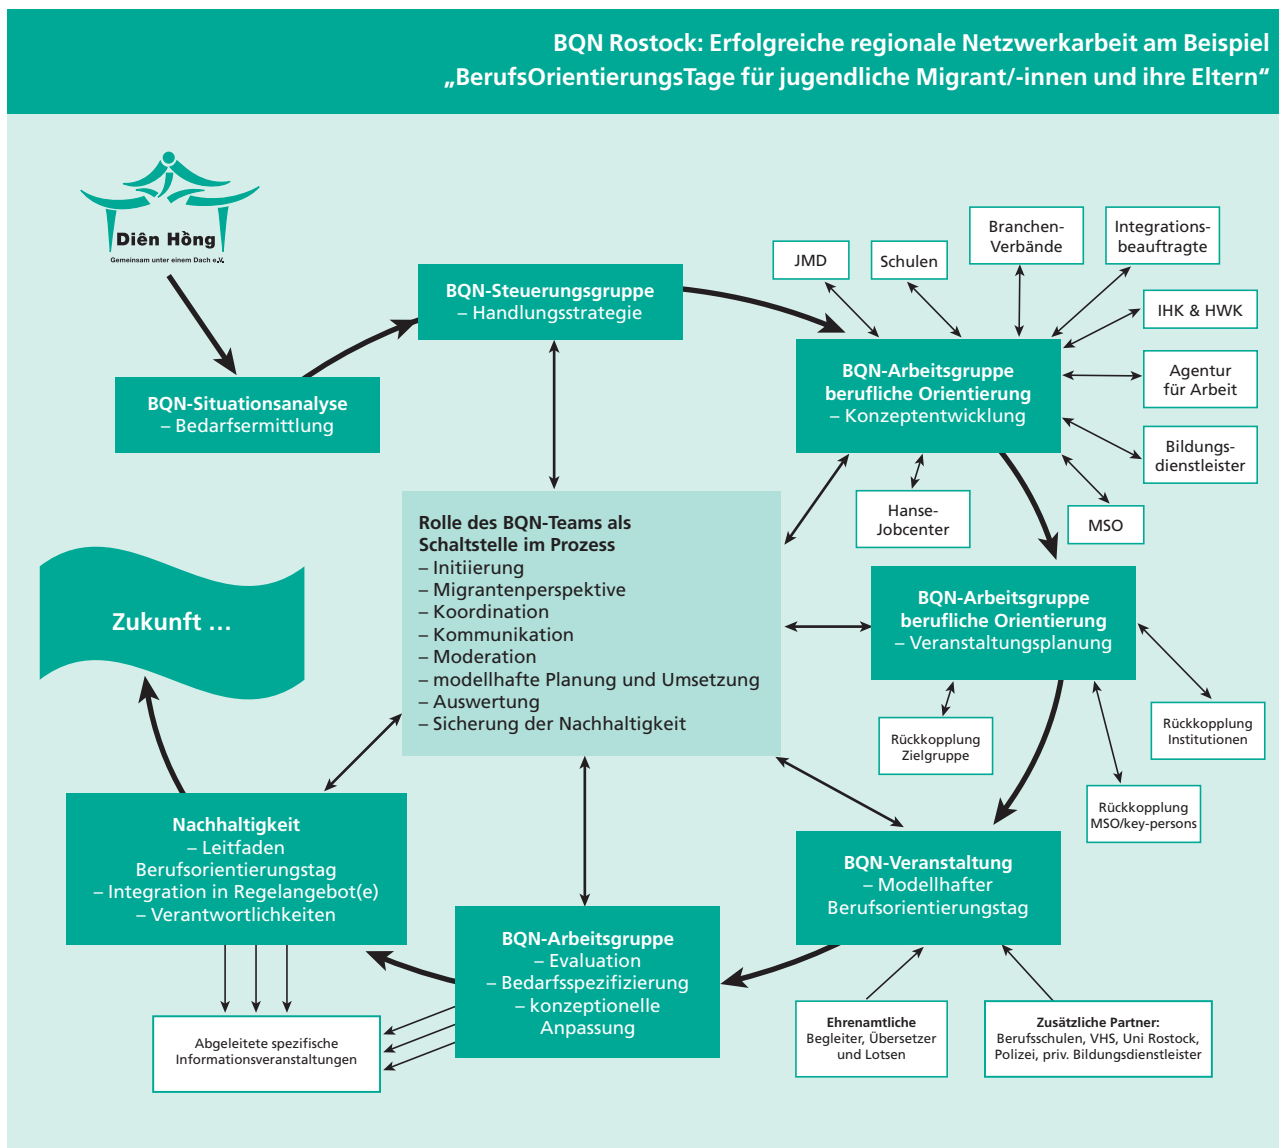 BQN Rostock: Erfolgreiche regionale Netzwerkarbeit am Beispiel
„BerufsOrientierungsTage für jugendliche Migrant/-innen und ihre Eltern“
Diên Hồng
Gemeinsam unter einem Dach e.V.
BQN-Situationsanalyse
– Bedarfsermittlung
BQN-Steuerungsgruppe
– Handlungsstrategie
JMD
Schulen
Branchen-
Verbände
Integrations-
beauftragte
IHK & HWK
Agentur
für Arbeit
Bildungs-
dienstleister
MSO
Hanse-
Jobcenter
BQN-Arbeitsgruppe
berufliche Orientierung
– Konzeptentwicklung
Rolle des BQN-Teams als
Schaltstelle im Prozess
– Initiierung
– Migrantenperspektive
– Koordination
– Kommunikation
– Moderation
– modellhafte Planung und Umsetzung
– Auswertung
– Sicherung der Nachhaltigkeit
BQN-Arbeitsgruppe
berufliche Orientierung
– Veranstaltungsplanung
Rückkopplung
Zielgruppe
Rückkopplung
MSO/key-persons
Rückkopplung
Institutionen
BQN-Veranstaltung
– Modellhafter
Berufsorientierungstag
Ehrenamtliche
Begleiter, Übersetzer
und Lotsen
Zusätzliche Partner:
Berufsschulen, VHS, Uni Rostock,
Polizei, priv. Bildungsdienstleister
BQN-Arbeitsgruppe
– Evaluation
– Bedarfsspezifizierung
– konzeptionelle
Anpassung
Nachhaltigkeit
– Leitfaden
Berufsorientierungstag
– Integration in Regelangebot(e)
– Verantwortlichkeiten
Abgeleitete spezifische
Informationsveranstaltungen
Zukunft …